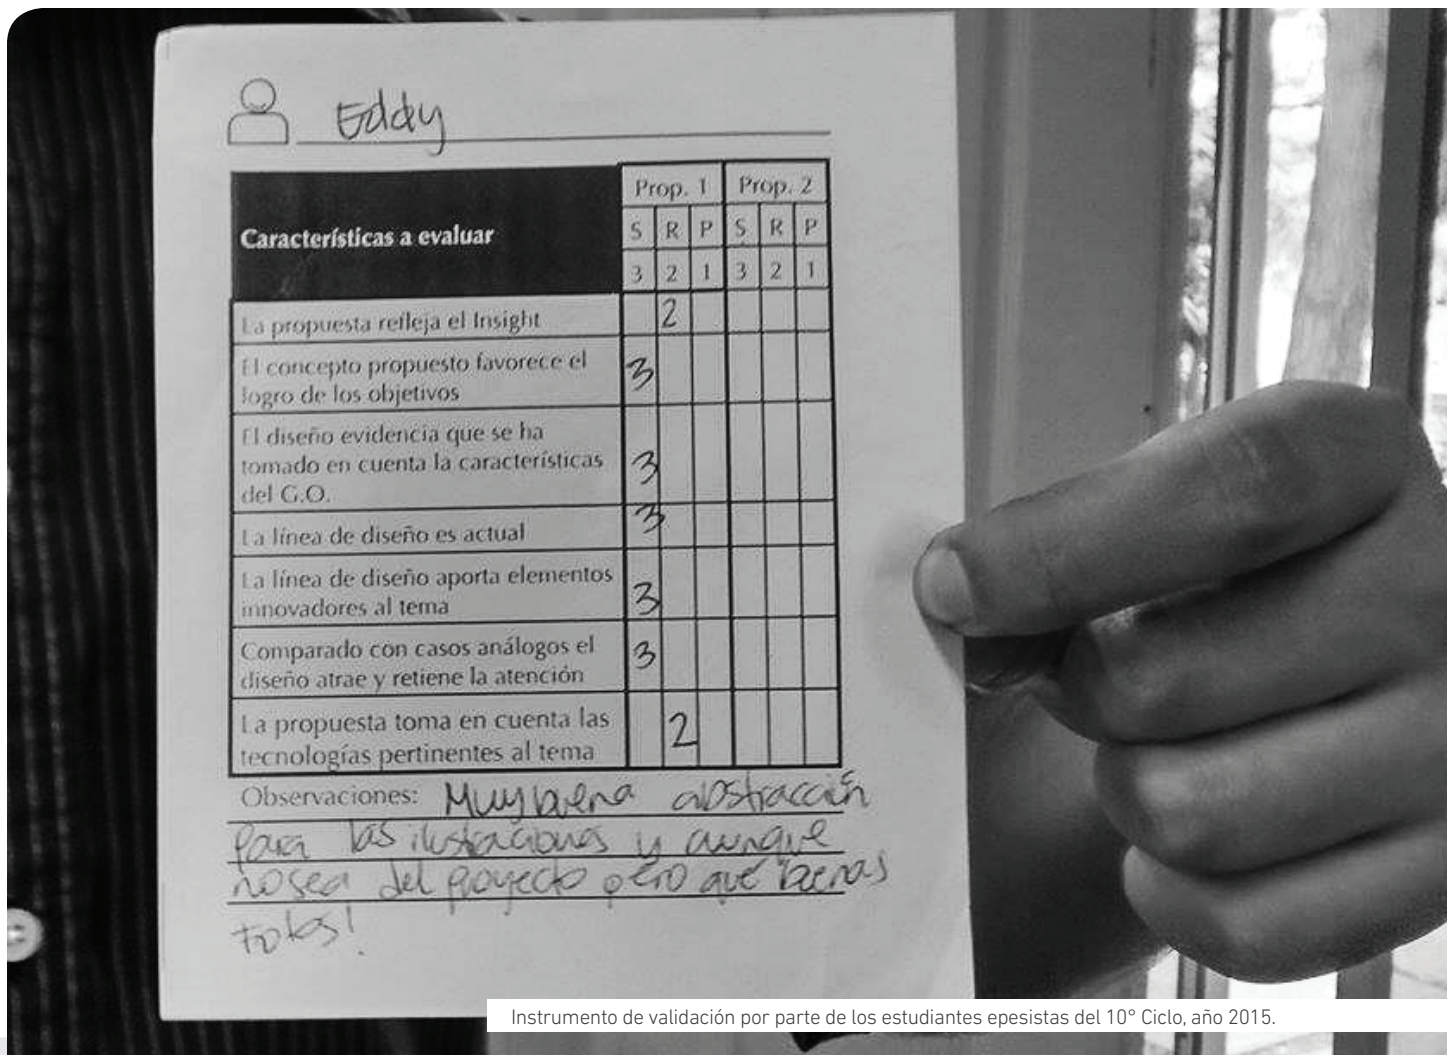 Eddy
Prop. 1 Prop. 2
Características a evaluar
S R P S R P
3 2 1 3 2 1
La propuesta refleja el Insight 2
El concepto propuesto favorece el
logro de los objetivos 3
El diseño evidencia que se ha
tomado en cuenta la características
del G.O. 3
La línea de diseño es actual 3
La línea de diseño aporta elementos
innovadores al tema 3
Comparado con casos análogos el
diseño atrae y retiene la atención 3
La propuesta toma en cuenta las
tecnologías pertinentes al tema 2
Observaciones: Muy buena abstracción
para las ilustraciones y aunque
no sea del proyecto pero qué buenas
fotos!
Instrumento de validación por parte de los estudiantes epesistas del 10° Ciclo, año 2015.